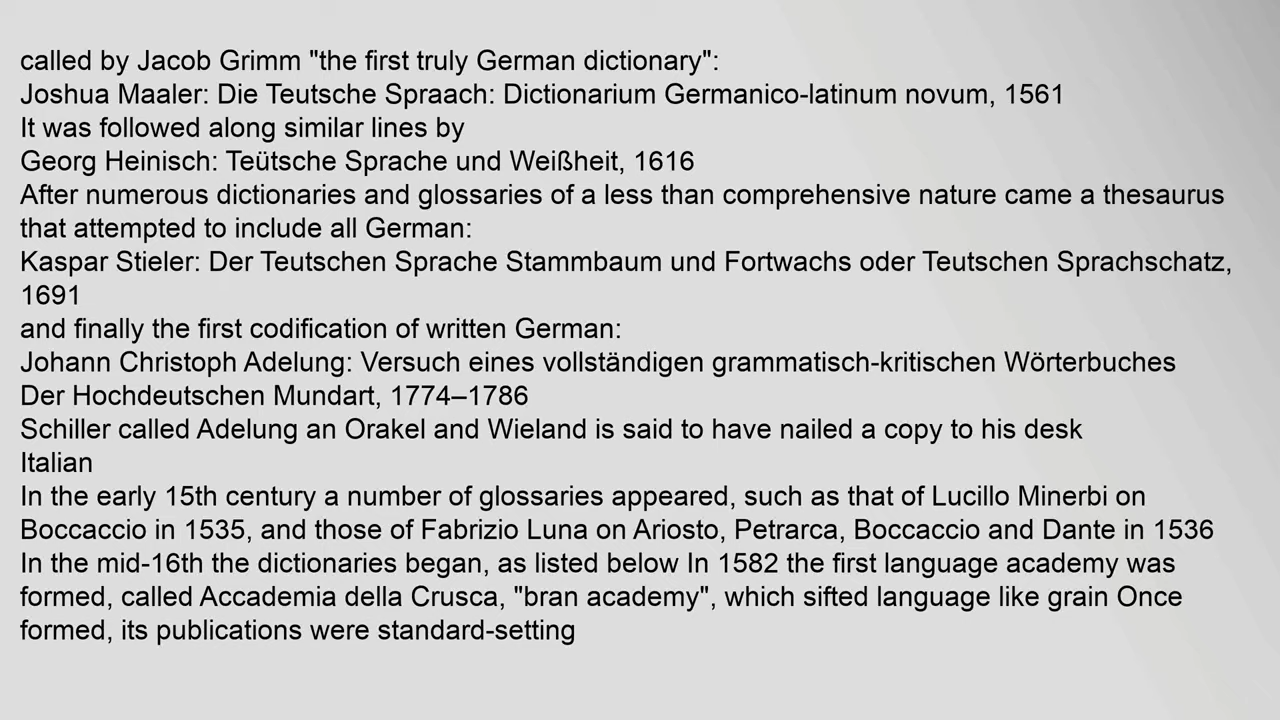 called by Jacob Grimm "the first truly German dictionary":
Joshua Maaler: Die Teutsche Spraach: Dictionarium Germanico-latinum novum, 1561
It was followed along similar lines by
Georg Heinisch: Teütsche Sprache und Weißheit, 1616
After numerous dictionaries and glossaries of a less than comprehensive nature came a thesaurus
that attempted to include all German:
Kaspar Stieler: Der Teutschen Sprache Stammbaum und Fortwachs oder Teutschen Sprachschatz,
1691
and finally the first codification of written German:
Johann Christoph Adelung: Versuch eines vollständigen grammatisch-kritischen Wörterbuches
Der Hochdeutschen Mundart, 1774–1786
Schiller called Adelung an Orakel and Wieland is said to have nailed a copy to his desk
Italian
In the early 15th century a number of glossaries appeared, such as that of Lucillo Minerbi on
Boccaccio in 1535, and those of Fabrizio Luna on Ariosto, Petrarca, Boccaccio and Dante in 1536
In the mid-16th the dictionaries began, as listed below In 1582 the first language academy was
formed, called Accademia della Crusca, "bran academy", which sifted language like grain Once
formed, its publications were standard-setting